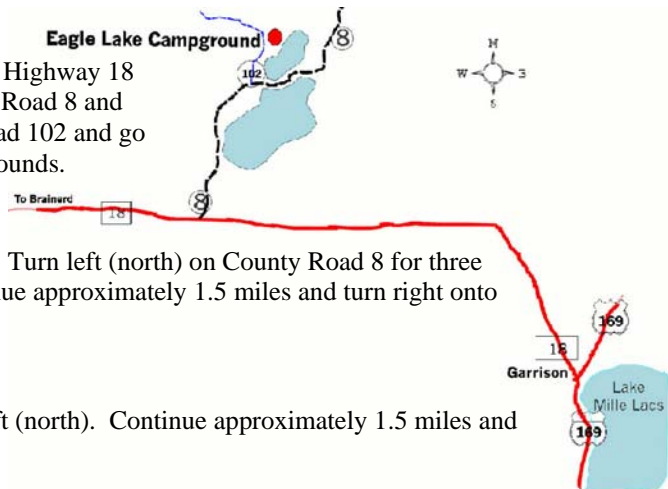 Eagle Lake Campground
8
Highway 18
102
Road 8 and
ad 102 and go
ounds.
N
W E
S
To Brainerd
18
8
Turn left (north) on County Road 8 for three
nue approximately 1.5 miles and turn right onto
169
18
Garrison
Lake
Mille Lacs
ft (north). Continue approximately 1.5 miles and
169